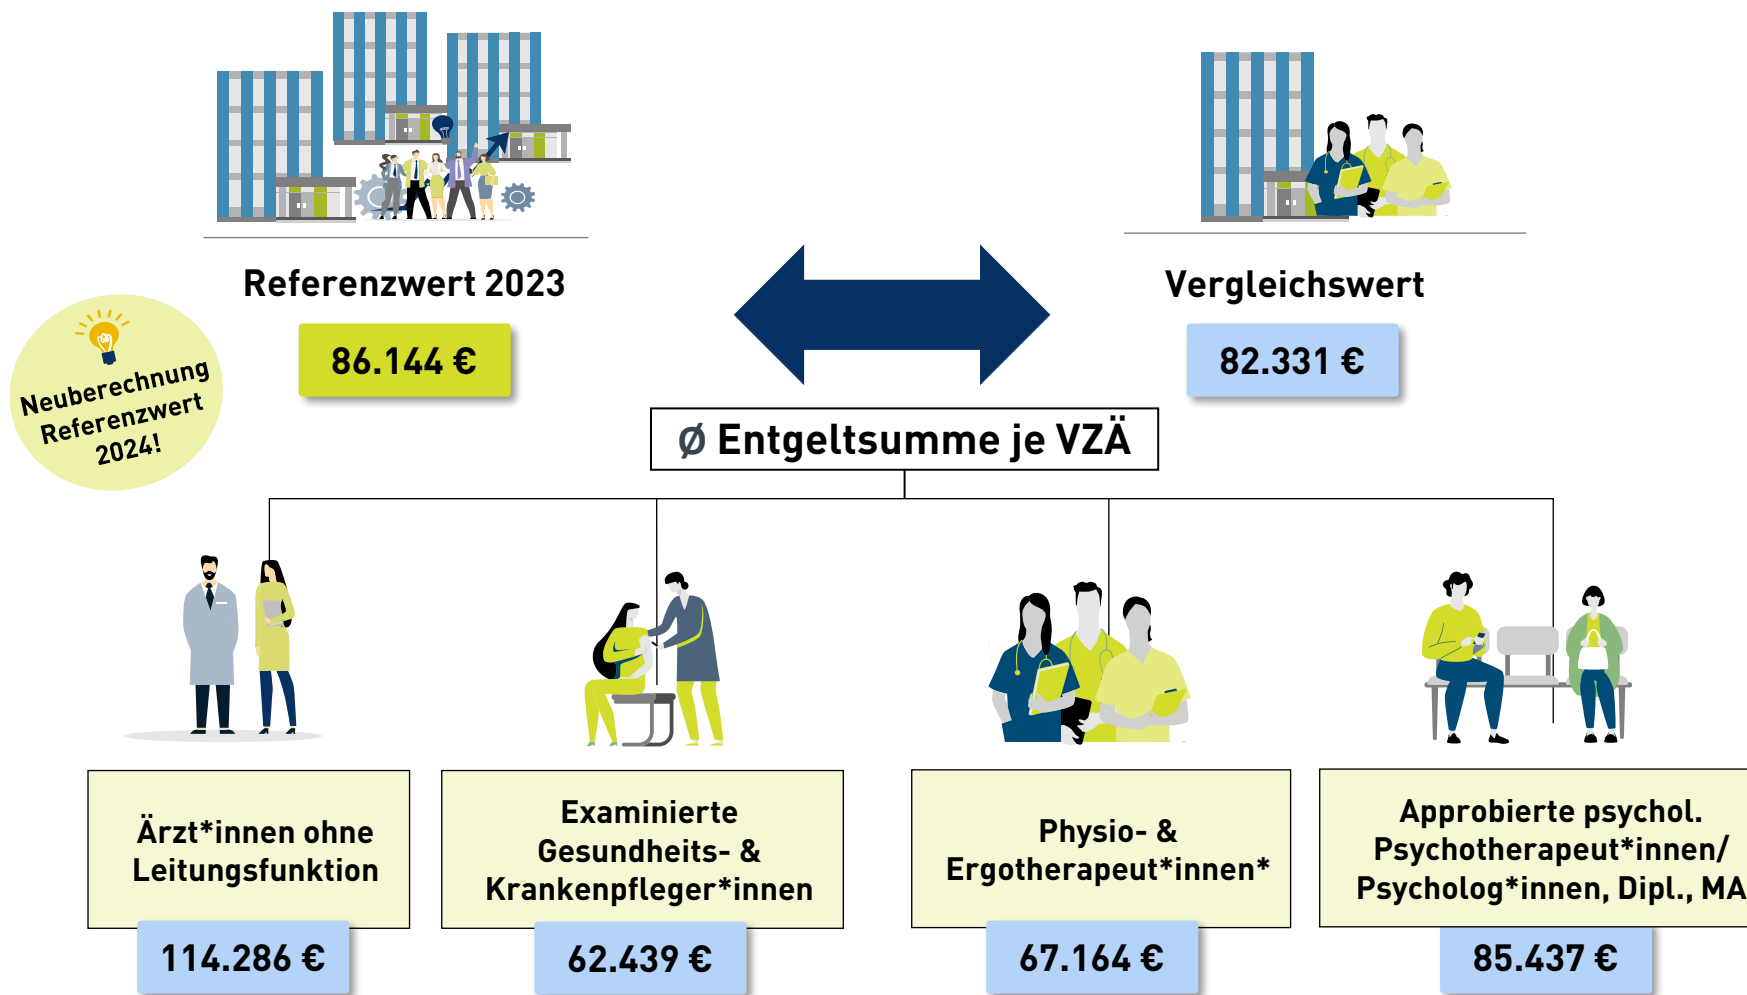 Referenzwert 2023
86.144 €
Vergleichswert
82.331 €
Neuberechnung
Referenzwert
2024!
Ø Entgeltsumme je VZÄ
Ärzt*innen ohne
Leitungsfunktion
114.286 €
Examinierte
Gesundheits- &
Krankenpfleger*innen
62.439 €
Physio- &
Ergotherapeut*innen*
67.164 €
Approbierte psychol.
Psychotherapeut*innen/
Psycholog*innen, Dipl., MA
85.437 €